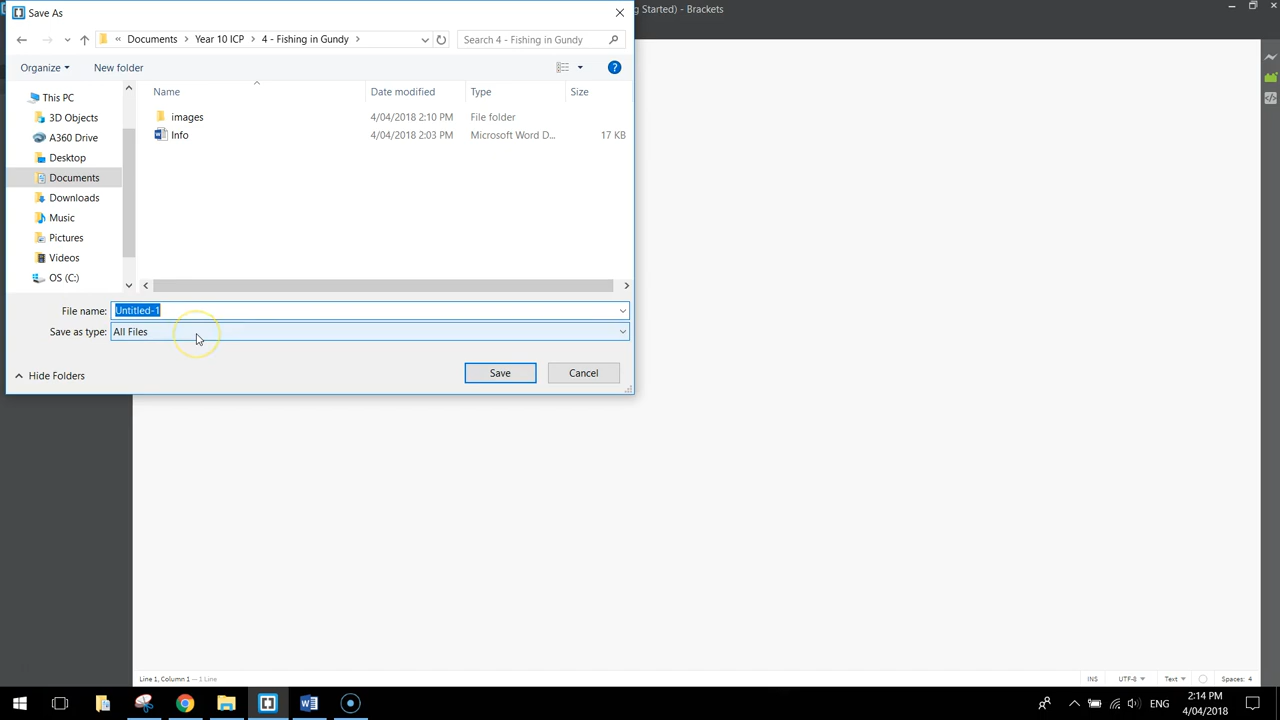 Save As
ng Started) - Brackets
« Documents > Year 10 ICP > 4 - Fishing in Gundy >
Search 4 - Fishing in Gundy
Organize
New folder
This PC
3D Objects
A360 Drive
Desktop
Documents
Downloads
Music
Pictures
Videos
OS (C:)
Name Date modified Type Size
images 4/04/2018 2:10 PM File folder
Info 4/04/2018 2:03 PM Microsoft Word D... 17 KB
File name: Untitled-1
Save as type: All Files
Hide Folders
Save
Cancel
Line 1, Column 1 — 1 Line
INS UTF-8 Text Spaces: 4
ENG
2:14 PM
4/04/2018